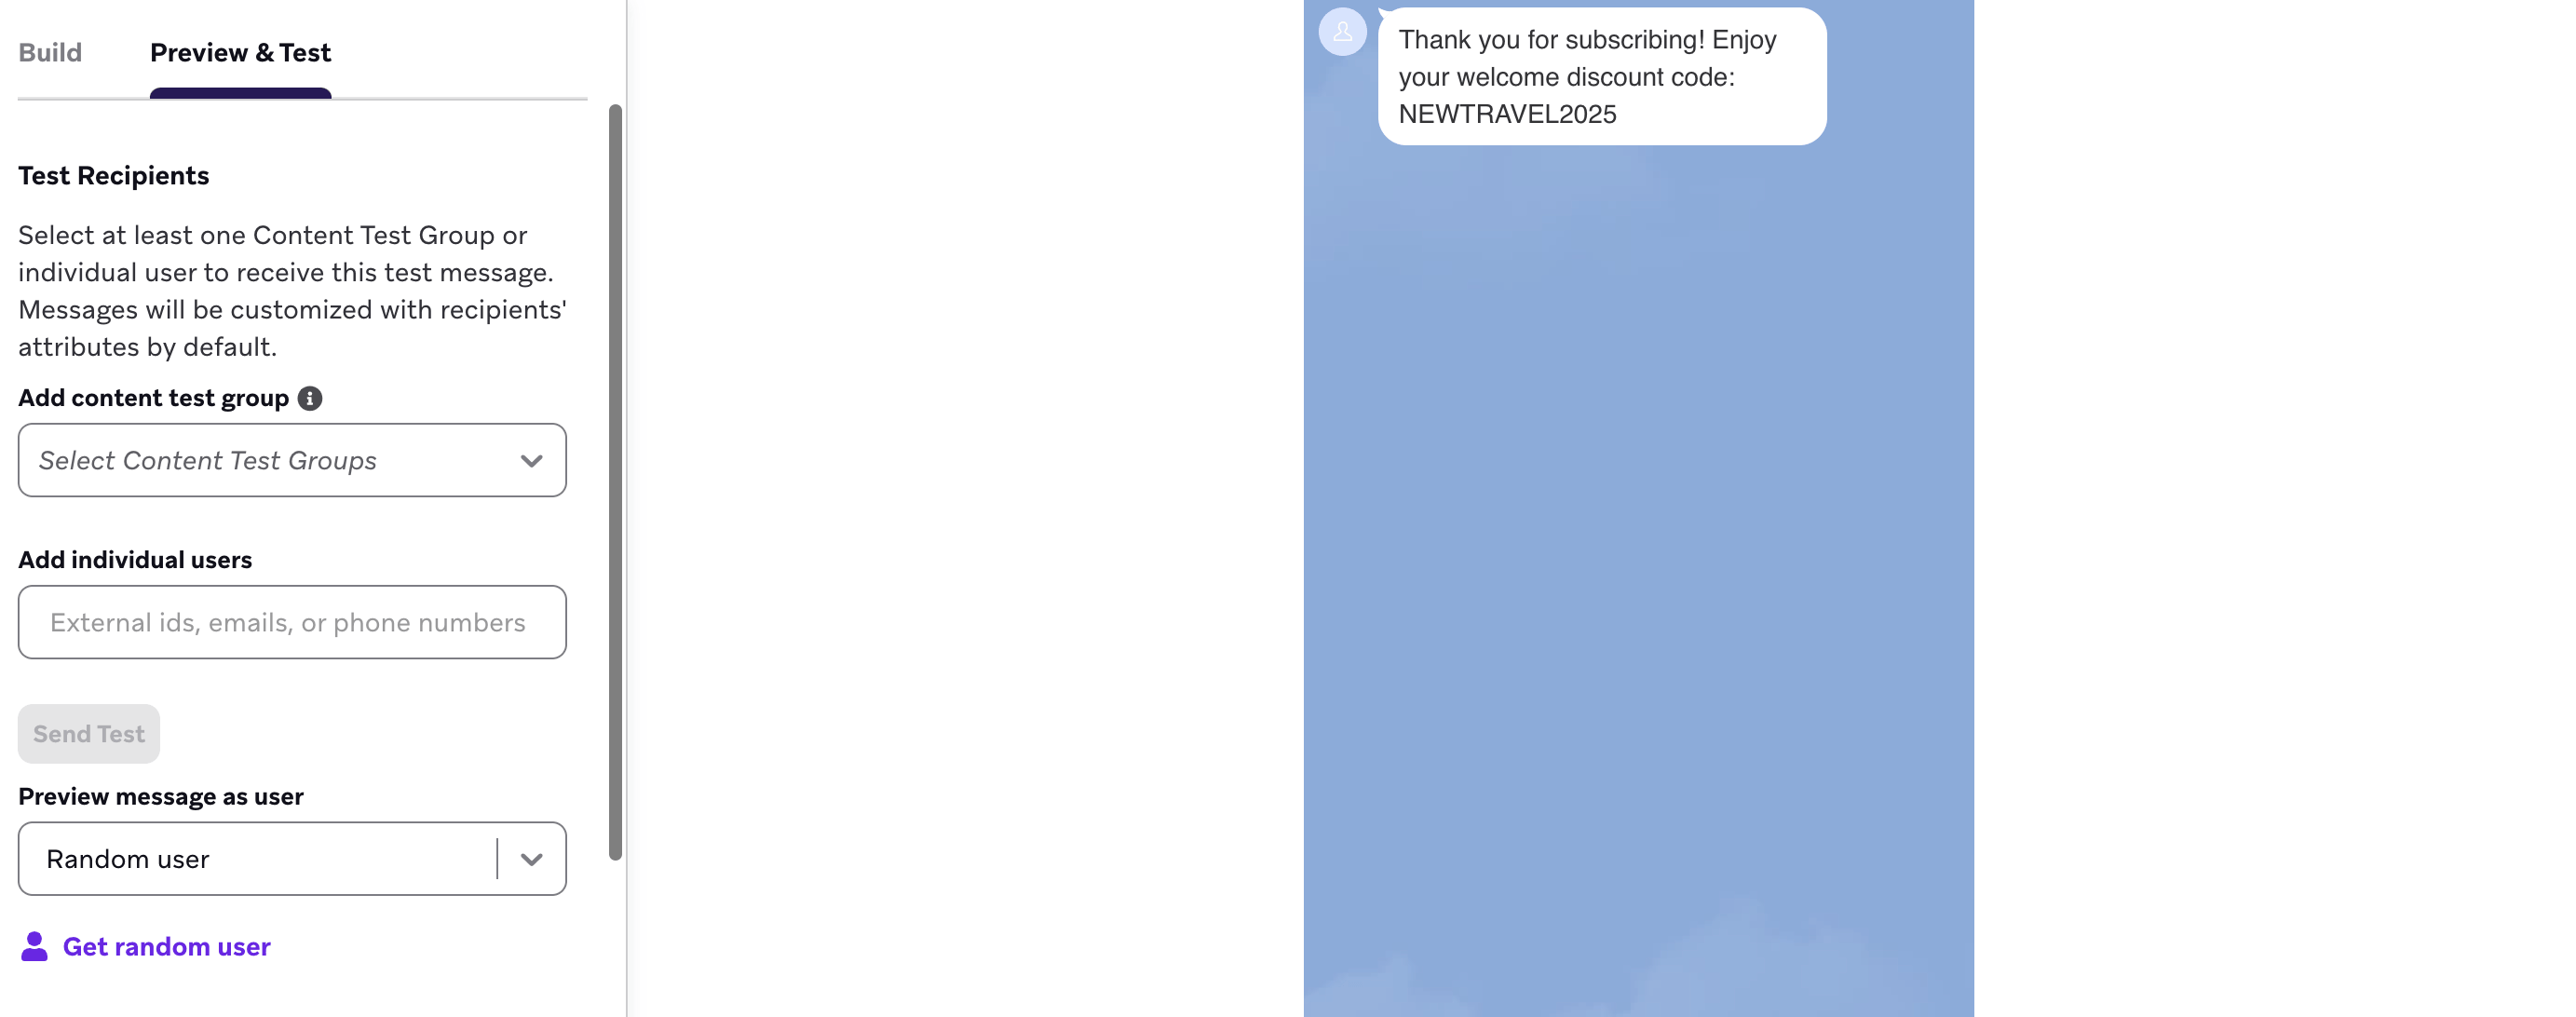 Build
Preview & Test
Test Recipients
Select at least one Content Test Group or
individual user to receive this test message.
Messages will be customized with recipients'
attributes by default.
Add content test group
Select Content Test Groups
Add individual users
External ids, emails, or phone numbers
Send Test
Preview message as user
Random user
Get random user
Thank you for subscribing! Enjoy
your welcome discount code:
NEWTRAVEL2025